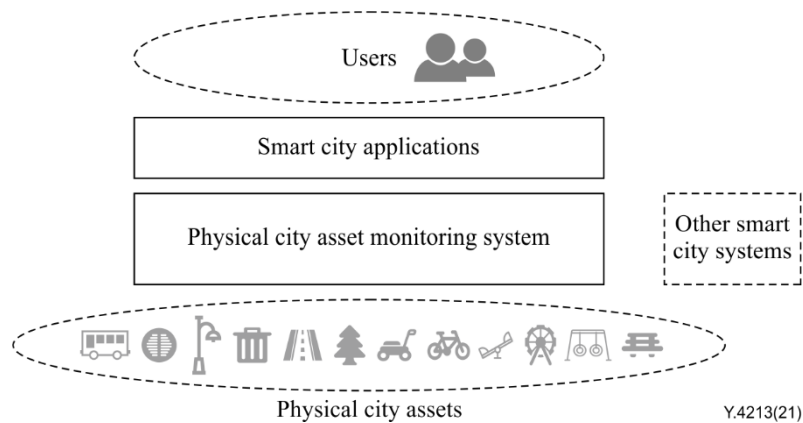 Users
Smart city applications
Physical city asset monitoring system
Other smart
city systems
Physical city assets
Y.4213(21)